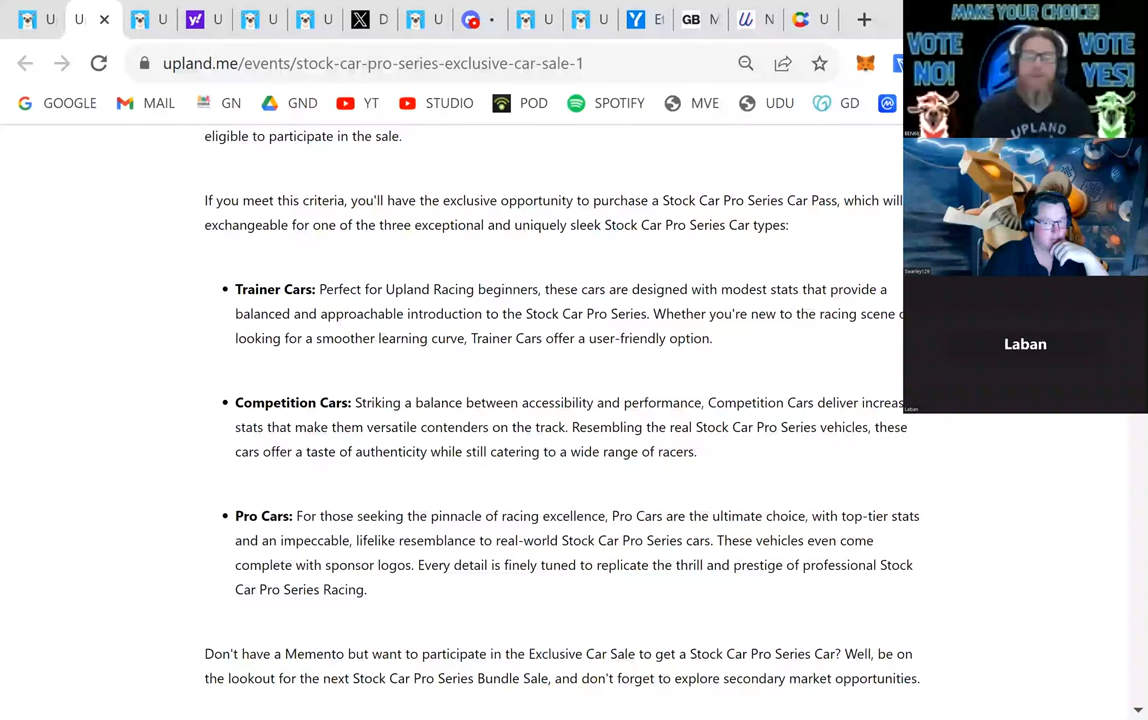 U U U U D U • U U E GB M N U
upland.me/events/stock-car-pro-series-exclusive-car-sale-1
GOOGLE MAIL GN GND YT STUDIO POD SPOTIFY MVE UDU GD
MAKE YOUR CHOICE!
VOTE NO! VOTE YES!
UPLAND
Swarley129
Laban
Laban
eligible to participate in the sale.
If you meet this criteria, you'll have the exclusive opportunity to purchase a Stock Car Pro Series Car Pass, which will
exchangeable for one of the three exceptional and uniquely sleek Stock Car Pro Series Car types:
• Trainer Cars: Perfect for Upland Racing beginners, these cars are designed with modest stats that provide a
balanced and approachable introduction to the Stock Car Pro Series. Whether you're new to the racing scene
looking for a smoother learning curve, Trainer Cars offer a user-friendly option.
• Competition Cars: Striking a balance between accessibility and performance, Competition Cars deliver increas
stats that make them versatile contenders on the track. Resembling the real Stock Car Pro Series vehicles, these
cars offer a taste of authenticity while still catering to a wide range of racers.
• Pro Cars: For those seeking the pinnacle of racing excellence, Pro Cars are the ultimate choice, with top-tier stats
and an impeccable, lifelike resemblance to real-world Stock Car Pro Series cars. These vehicles even come
complete with sponsor logos. Every detail is finely tuned to replicate the thrill and prestige of professional Stock
Car Pro Series Racing.
Don't have a Memento but want to participate in the Exclusive Car Sale to get a Stock Car Pro Series Car? Well, be on
the lookout for the next Stock Car Pro Series Bundle Sale, and don't forget to explore secondary market opportunities.